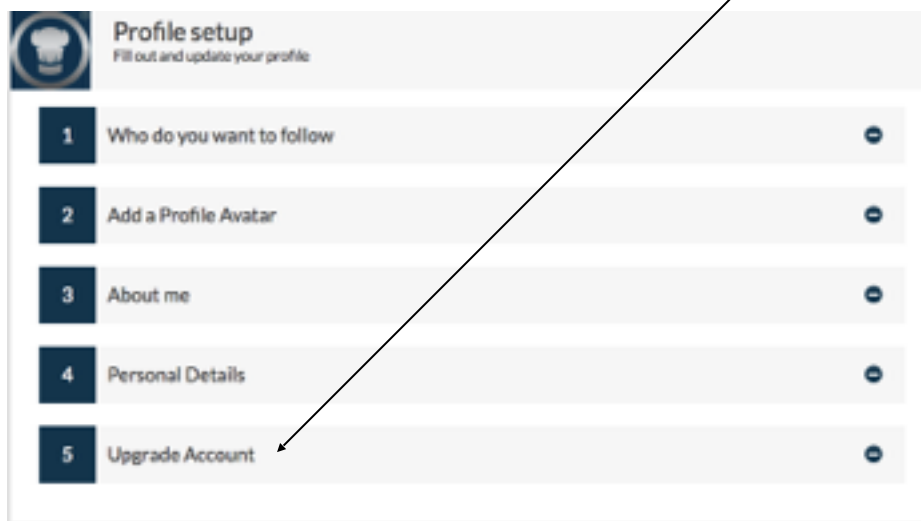 Profile setup
Fill out and update your profile
1 Who do you want to follow
2 Add a Profile Avatar
3 About me
4 Personal Details
5 Upgrade Account